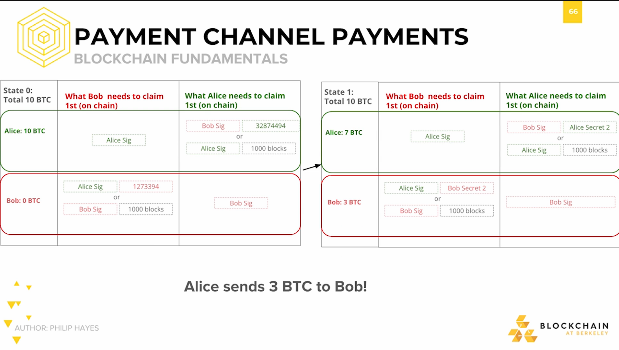 66
PAYMENT CHANNEL PAYMENTS
BLOCKCHAIN FUNDAMENTALS
State 0:
Total 10 BTC
What Bob needs to claim
1st (on chain)
What Alice needs to claim
1st (on chain)
Alice: 10 BTC
Alice Sig
Bob Sig 32874494
or
Alice Sig 1000 blocks
Bob: 0 BTC
Alice Sig 1273394
or
Bob Sig 1000 blocks
Bob Sig
State 1:
Total 10 BTC
What Bob needs to claim
1st (on chain)
What Alice needs to claim
1st (on chain)
Alice: 7 BTC
Alice Sig
Bob Sig Alice Secret 2
or
Alice Sig 1000 blocks
Bob: 3 BTC
Alice Sig Bob Secret 2
or
Bob Sig 1000 blocks
Bob Sig
Alice sends 3 BTC to Bob!
AUTHOR: PHILIP HAYES
BLOCKCHAIN
AT BERKELEY